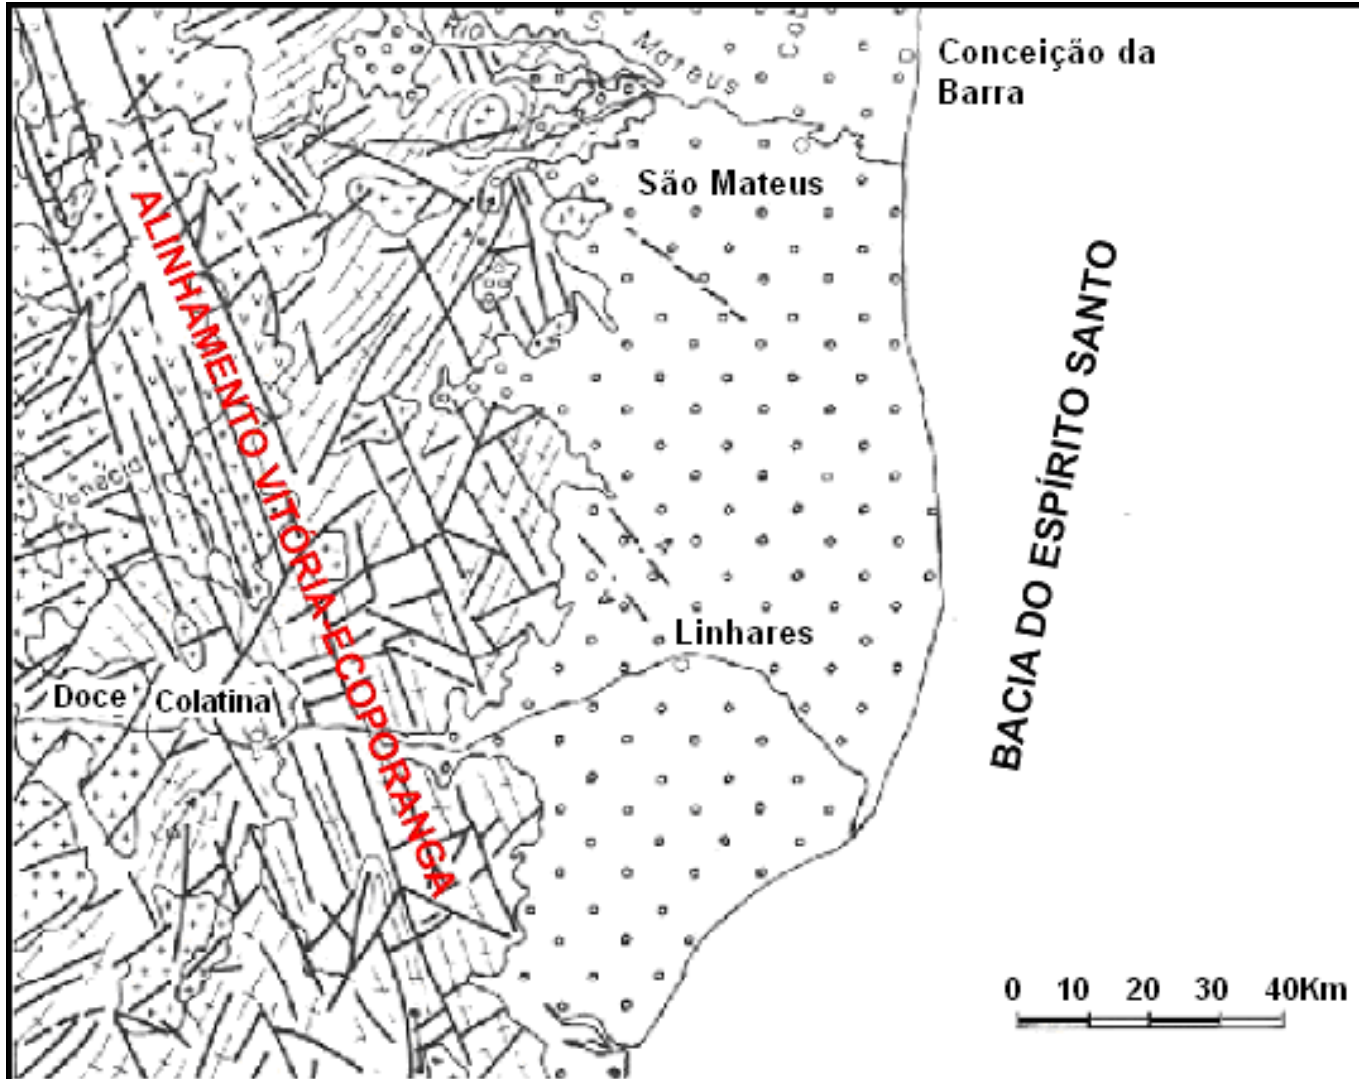 Rio
S. Mateus
Conceição da
Barra
São Mateus
ALINHAMENTO VITÓRIA-ECOPORANGA
BACIA DO ESPÍRITO SANTO
Venécia
Linhares
Doce
Colatina
0 10 20 30 40Km